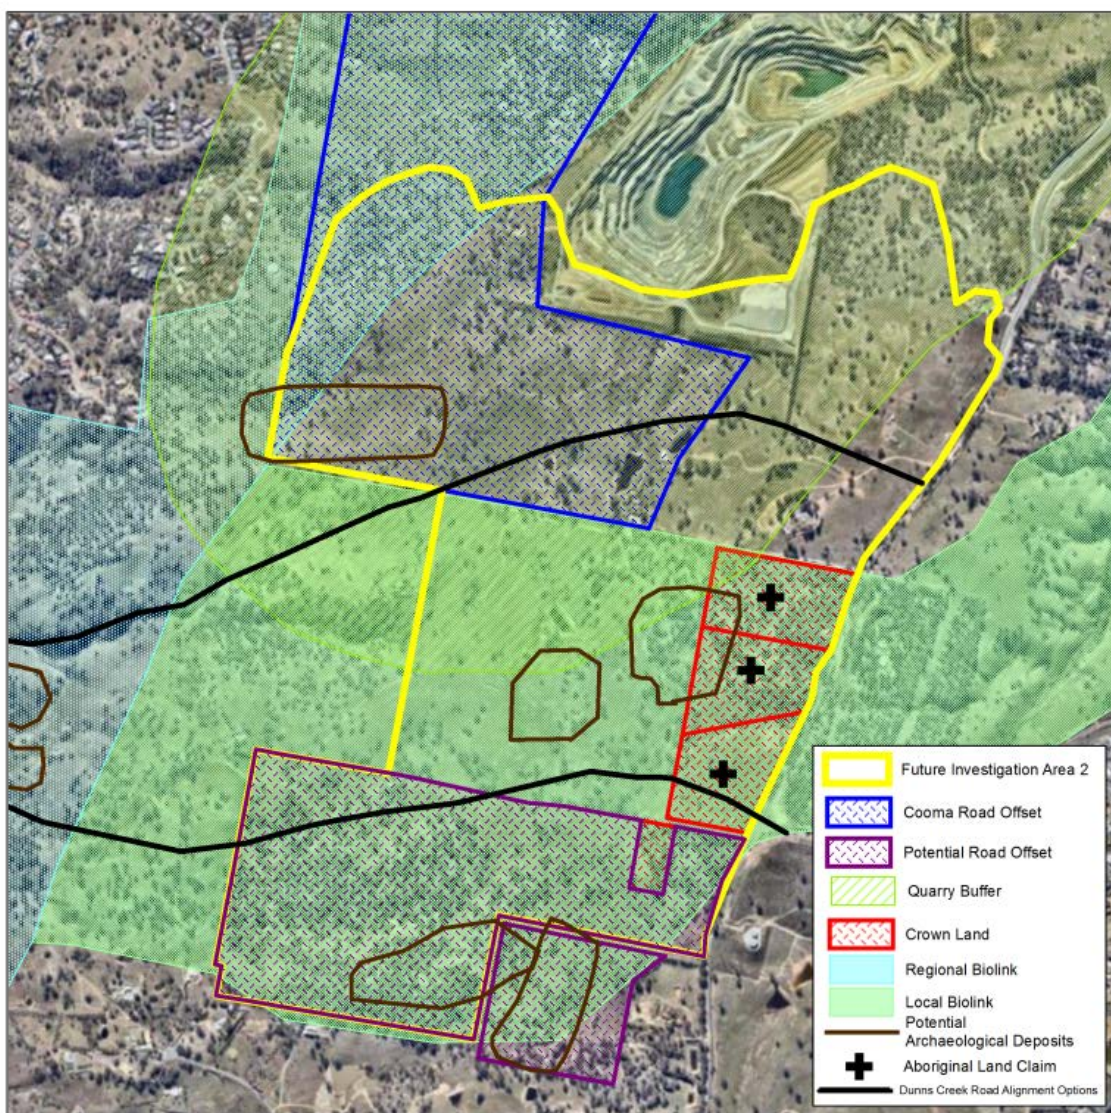 Future Investigation Area 2
Cooma Road Offset
Potential Road Offset
Quarry Buffer
Crown Land
Regional Biolink
Local Biolink
Potential
Archaeological Deposits
Aboriginal Land Claim
Dunns Creek Road Alignment Options